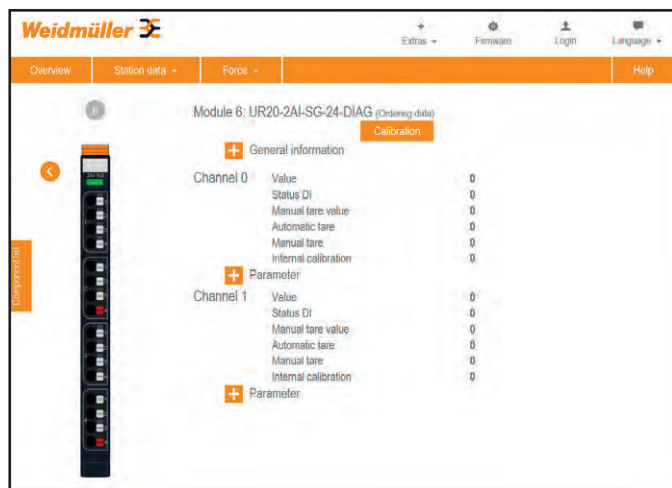 Weidmüller
Extras
Firmware
Login
Language
Overview
Station data
Force
Help
6
Module 6: UR20-2AI-SG-24-DIAG (Ordering data)
Calibration
General information
Channel 0
Value 0
Status DI 0
Manual tare value 0
Automatic tare 0
Manual tare 0
Internal calibration 0
Parameter
Channel 1
Value 0
Status DI 0
Manual tare value 0
Automatic tare 0
Manual tare 0
Internal calibration 0
Parameter
Component list